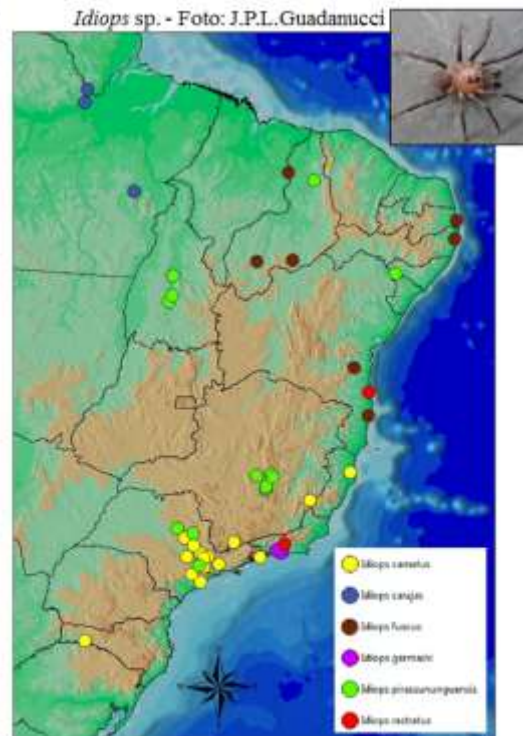 Idiops sp. - Foto: J.P.L.Guadanucci
Idiops camelus
Idiops carajas
Idiops fuscus
Idiops germaini
Idiops pirassununguensis
Idiops rastratus